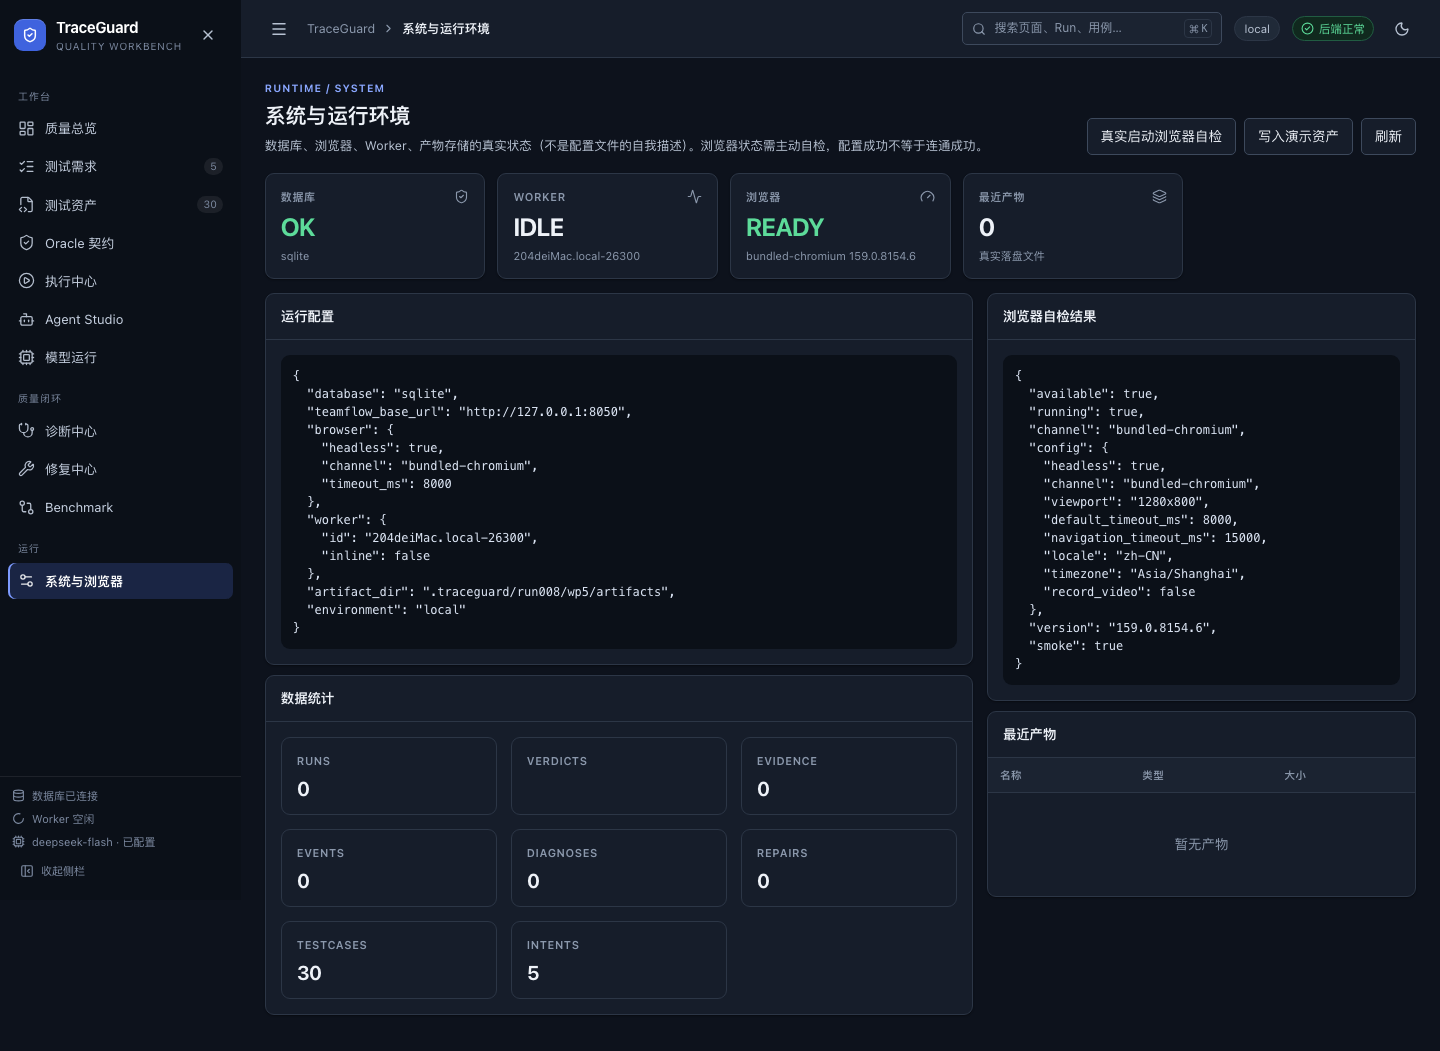 TraceGuard
QUALITY WORKBENCH
工作台
质量总览
测试需求
5
测试资产
30
Oracle 契约
执行中心
Agent Studio
模型运行
质量闭环
诊断中心
修复中心
Benchmark
运行
系统与浏览器
数据库已连接
Worker 空闲
deepseek-flash · 已配置
收起侧栏
TraceGuard
系统与运行环境
搜索页面、Run、用例...
⌘ K
local
后端正常
RUNTIME / SYSTEM
系统与运行环境
数据库、浏览器、Worker、产物存储的真实状态（不是配置文件的自我描述）。浏览器状态需主动自检，配置成功不等于连通成功。
真实启动浏览器自检
写入演示资产
刷新
数据库
OK
sqlite
WORKER
IDLE
204deiMac.local-26300
浏览器
READY
bundled-chromium 159.0.8154.6
最近产物
0
真实落盘文件
运行配置
{
"database": "sqlite",
"teamflow_base_url": "http://127.0.0.1:8050",
"browser": {
"headless": true,
"channel": "bundled-chromium",
"timeout_ms": 8000
},
"worker": {
"id": "204deiMac.local-26300",
"inline": false
},
"artifact_dir": ".traceguard/run008/wp5/artifacts",
"environment": "local"
}
浏览器自检结果
{
"available": true,
"running": true,
"channel": "bundled-chromium",
"config": {
"headless": true,
"channel": "bundled-chromium",
"viewport": "1280x800",
"default_timeout_ms": 8000,
"navigation_timeout_ms": 15000,
"locale": "zh-CN",
"timezone": "Asia/Shanghai",
"record_video": false
},
"version": "159.0.8154.6",
"smoke": true
}
数据统计
RUNS
0
VERDICTS
EVIDENCE
0
EVENTS
0
DIAGNOSES
0
REPAIRS
0
TESTCASES
30
INTENTS
5
最近产物
名称
类型
大小
暂无产物